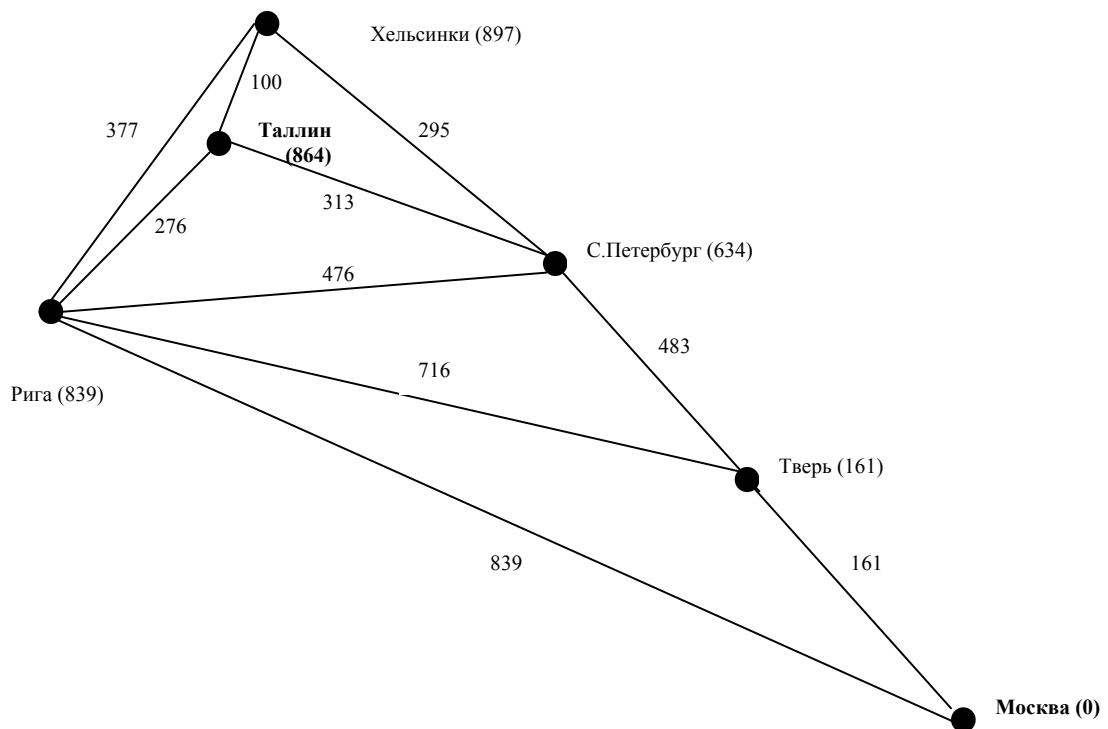 Хельсинки (897)
100
377
Таллин
(864)
295
313
276
С.Петербург (634)
476
483
716
Рига (839)
Тверь (161)
839
161
Москва (0)